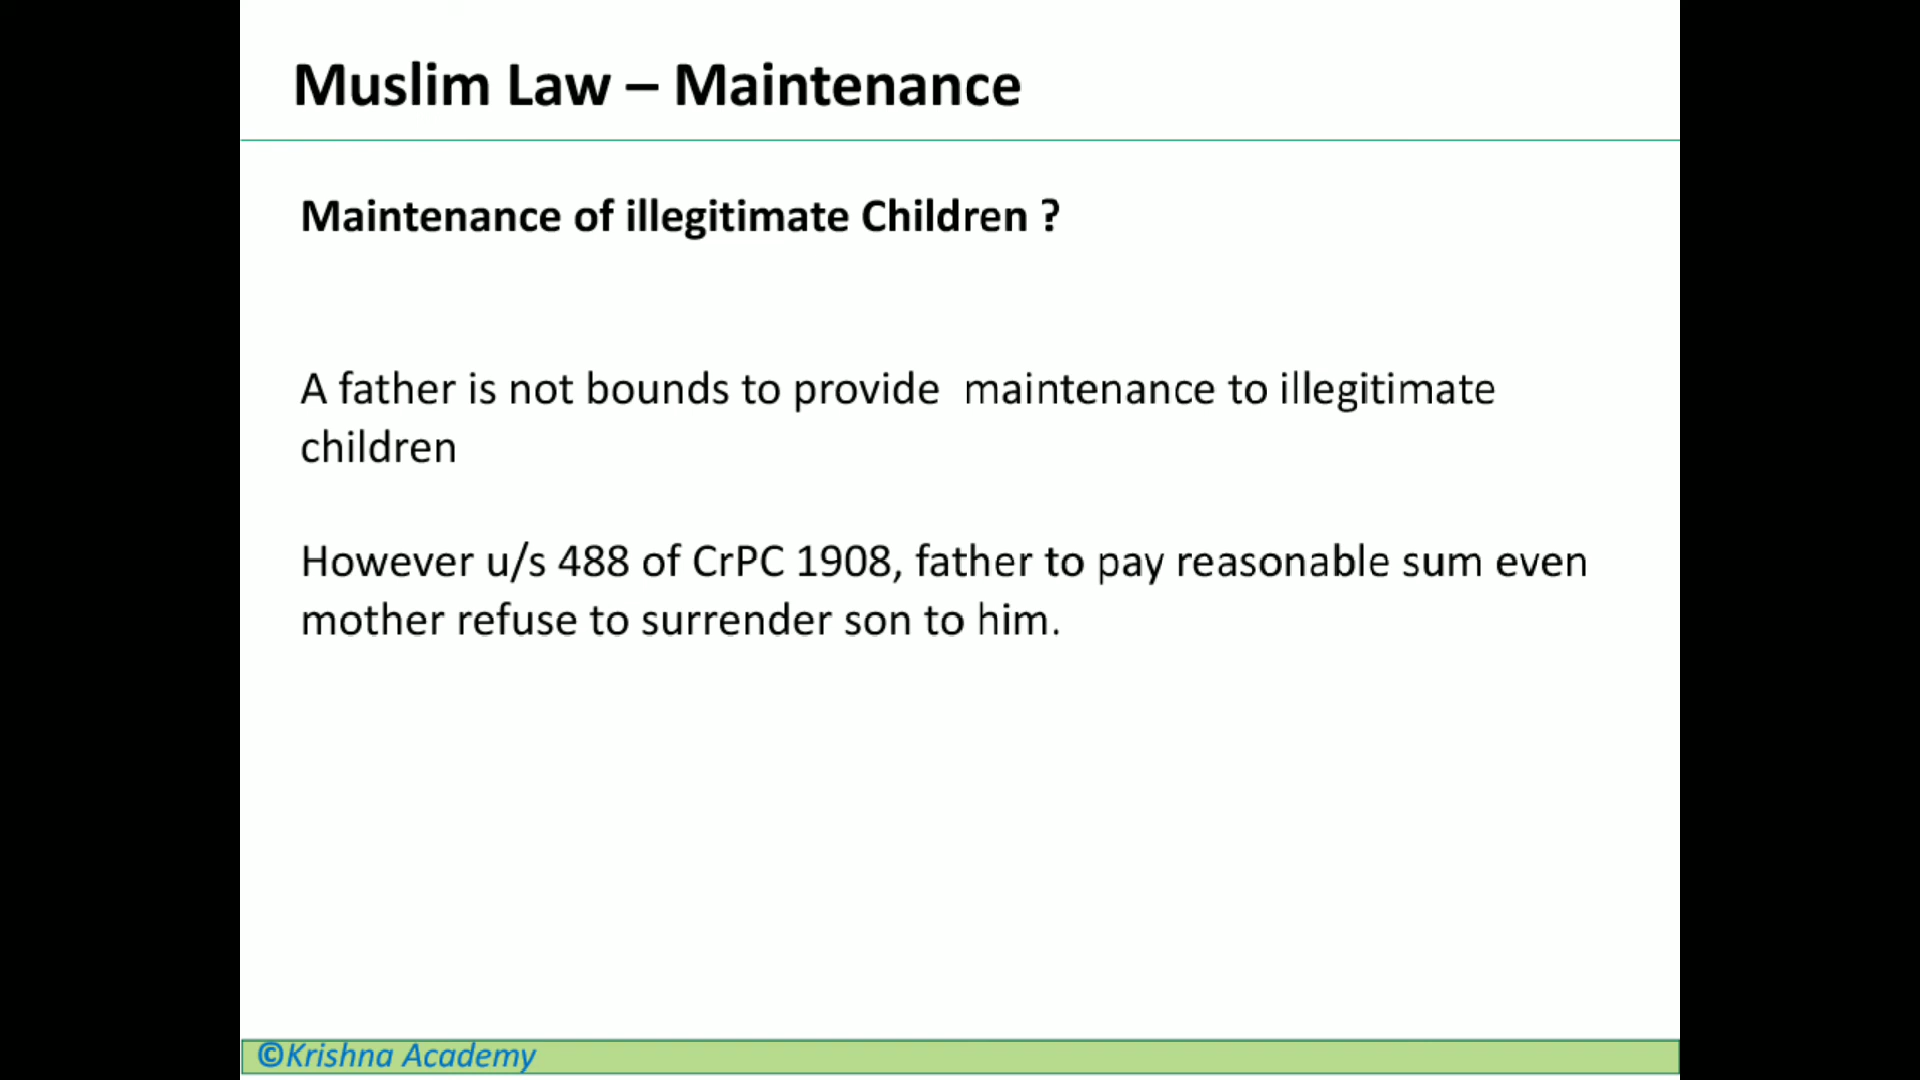 Muslim Law – Maintenance
Maintenance of illegitimate Children ?
A father is not bounds to provide  maintenance to illegitimate
children
However u/s 488 of CrPC 1908, father to pay reasonable sum even
mother refuse to surrender son to him.
©Krishna Academy